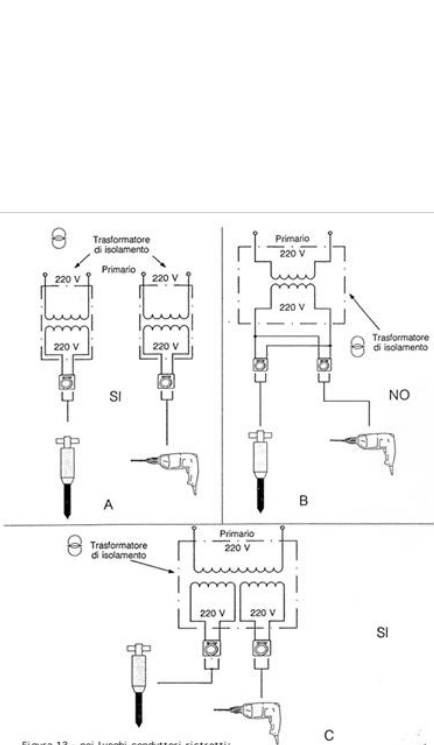 Trasformatore
di isolamento
Primario
220 V
220 V
220 V
220 V
SI
A
Primario
220 V
220 V
Trasformatore
di isolamento
NO
B
Primario
220 V
Trasformatore
di isolamento
220 V
220 V
SI
C
Figura 13 - nei luoghi conduttori ristretti: